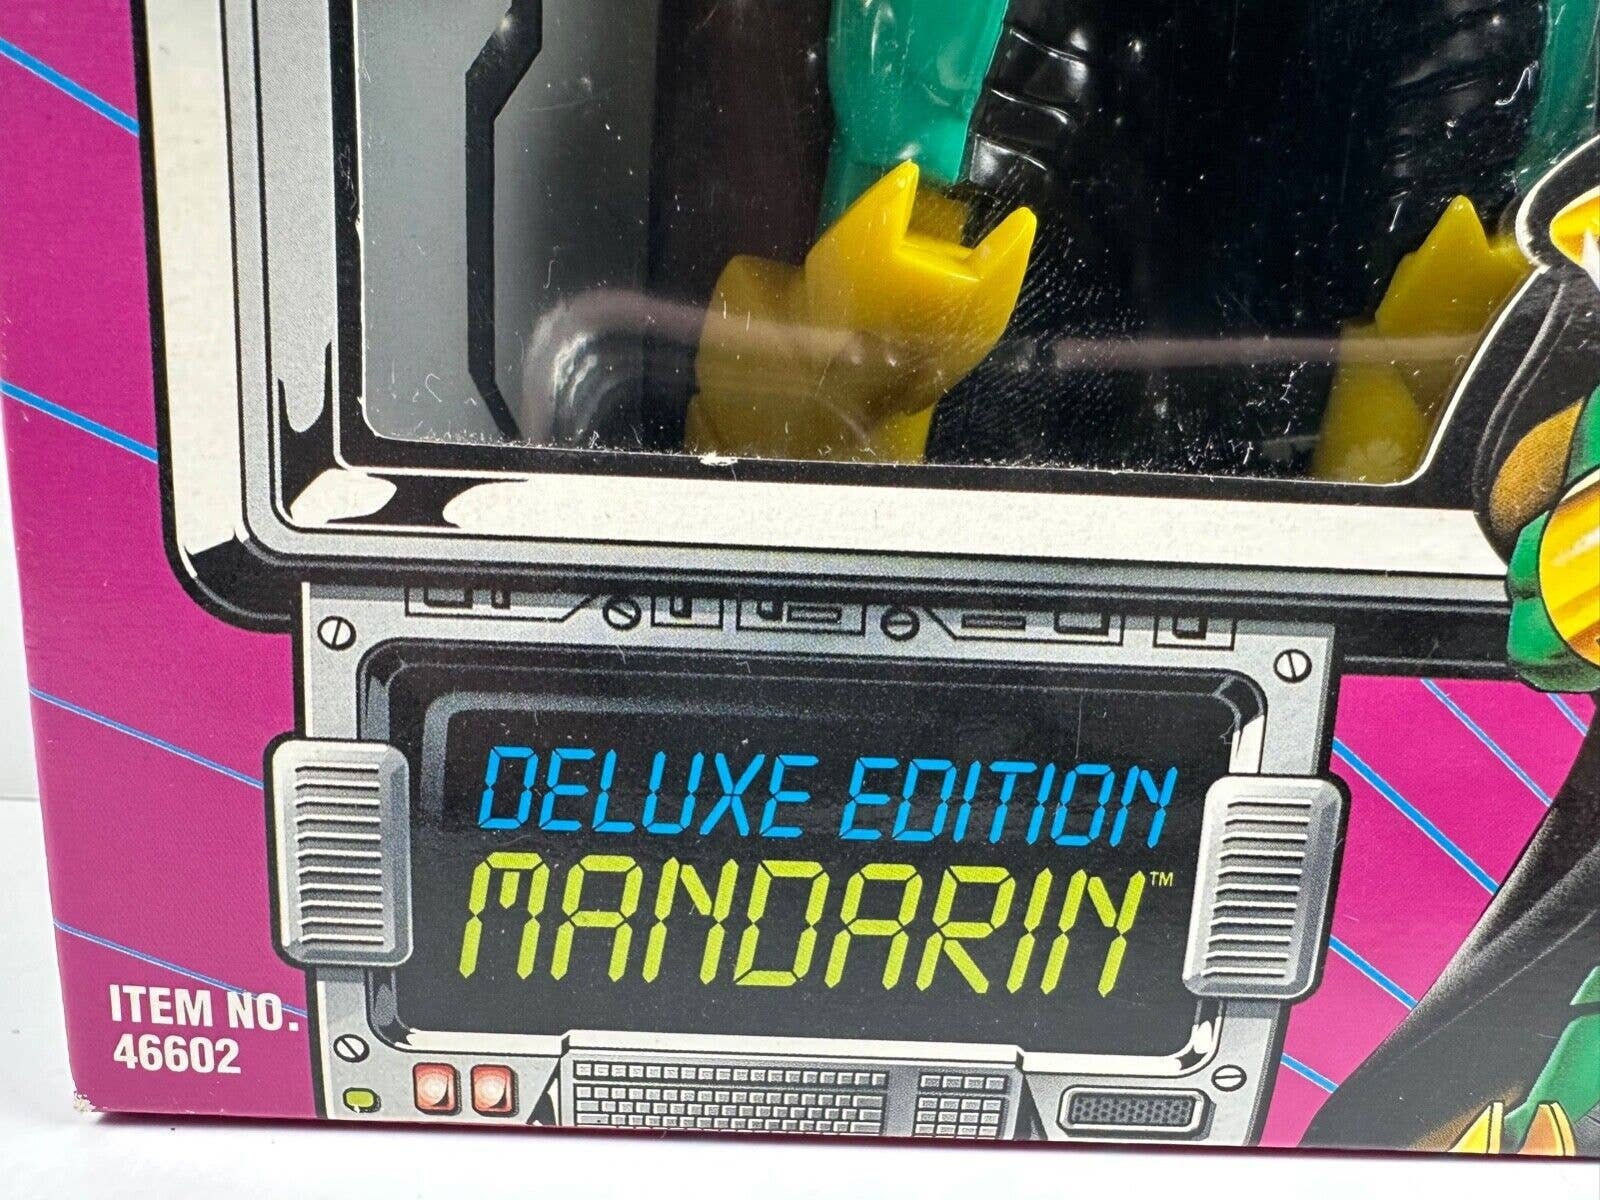 DELUXE EDITION
MANDARIN™
ITEM NO.
46602